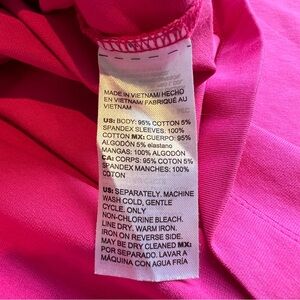 MADE IN VIETNAM/ HECHO
EN VIETNAM/ FABRIQUÉ AU
VIETNAM
US: BODY: 95% COTTON 5%
SPANDEX SLEEVES: 100%
COTTON MX: CUERPO: 95%
ALGODÓN 5% elastano
MANGAS: 100% ALGODÓN
CA: CORPS: 95% COTON 5%
SPANDEX MANCHES: 100%
COTON
US: SEPARATELY. MACHINE
WASH COLD, GENTLE
CYCLE. ONLY
NON-CHLORINE BLEACH.
LINE DRY. WARM IRON.
IRON ON REVERSE SIDE.
MAY BE DRY CLEANED MX:
POR SEPARADO. LAVAR A
MÁQUINA CON AGUA FRÍA